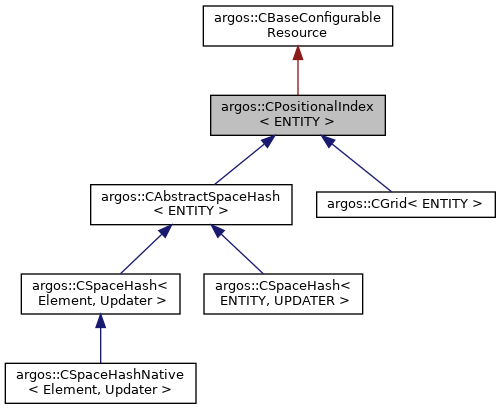 argos::CBaseConfigurable
Resource
argos::CPositionalIndex
< ENTITY >
argos::CAbstractSpaceHash
< ENTITY >
argos::CGrid< ENTITY >
argos::CSpaceHash<
Element, Updater >
argos::CSpaceHash<
ENTITY, UPDATER >
argos::CSpaceHashNative
< Element, Updater >